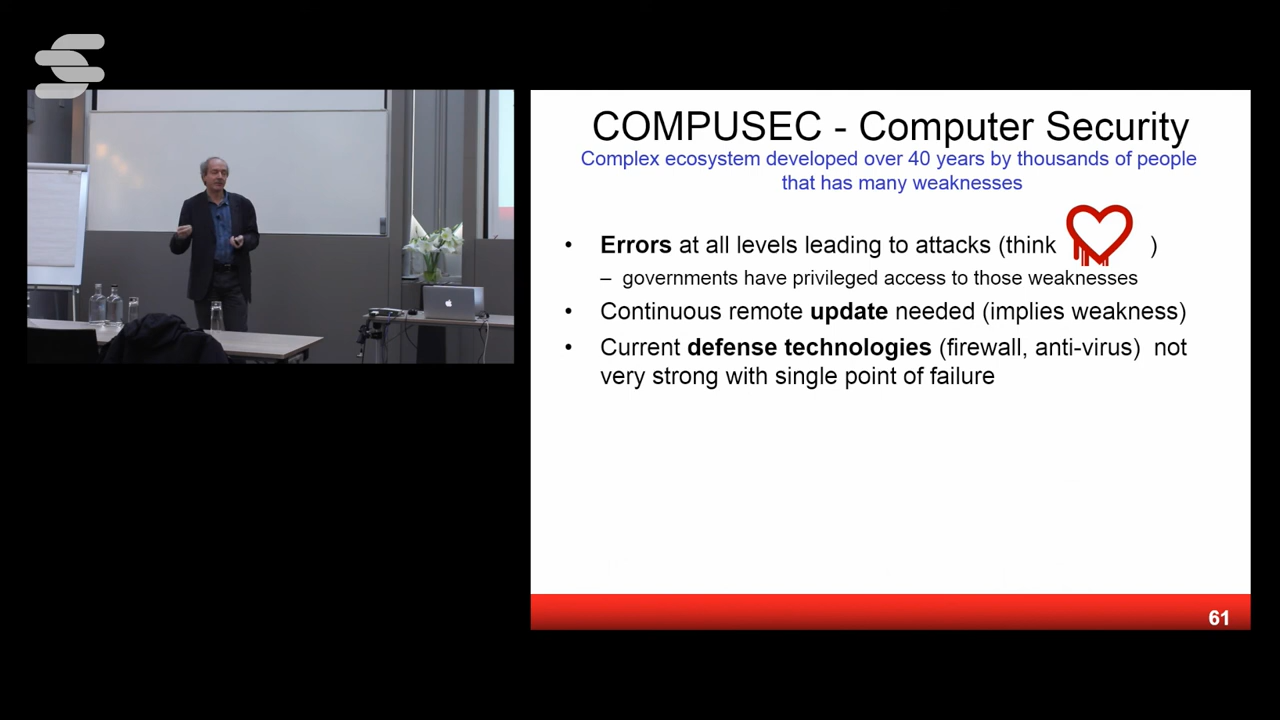 COMPUSEC - Computer Security
Complex ecosystem developed over 40 years by thousands of people
that has many weaknesses
• Errors at all levels leading to attacks (think )
– governments have privileged access to those weaknesses
• Continuous remote update needed (implies weakness)
• Current defense technologies (firewall, anti-virus) not
very strong with single point of failure
61